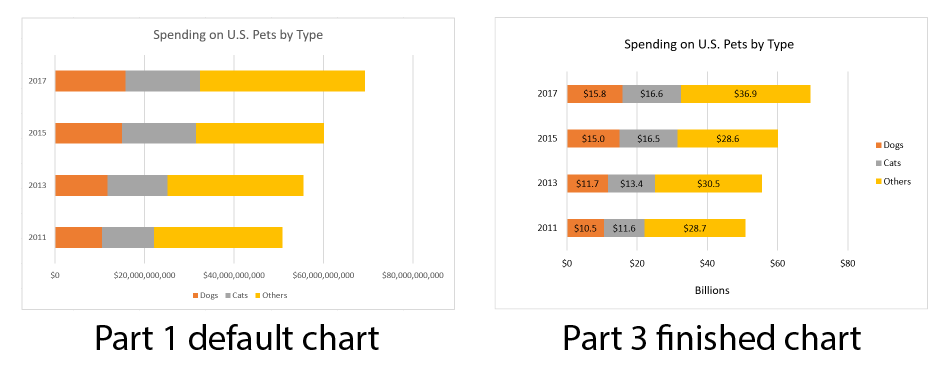 Spending on U.S. Pets by Type
2017
2015
2013
2011
$0 $20,000,000,000 $40,000,000,000 $60,000,000,000 $80,000,000,000
Dogs Cats Others
Part 1 default chart
Spending on U.S. Pets by Type
2017 $15.8 $16.6 $36.9
2015 $15.0 $16.5 $28.6
2013 $11.7 $13.4 $30.5
2011 $10.5 $11.6 $28.7
$0 $20 $40 $60 $80
Billions
Dogs
Cats
Others
Part 3 finished chart